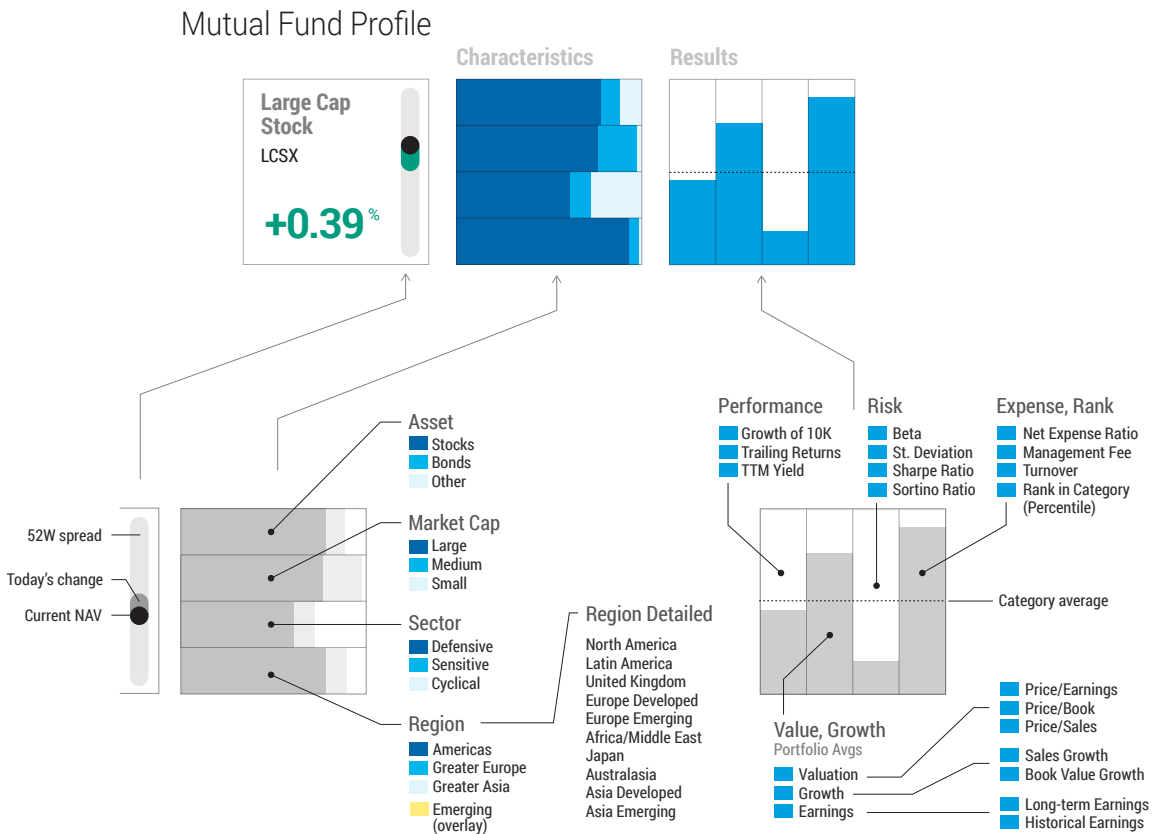 Mutual Fund Profile
Characteristics
Results
Large Cap
Stock
LCSX
+0.39 %
52W spread
Today's change
Current NAV
Asset
Stocks
Bonds
Other
Market Cap
Large
Medium
Small
Sector
Defensive
Sensitive
Cyclical
Region
Americas
Greater Europe
Greater Asia
Emerging
(overlay)
Region Detailed
North America
Latin America
United Kingdom
Europe Developed
Europe Emerging
Africa/Middle East
Japan
Australasia
Asia Developed
Asia Emerging
Performance
Growth of 10K
Trailing Returns
TTM Yield
Risk
Beta
St. Deviation
Sharpe Ratio
Sortino Ratio
Expense, Rank
Net Expense Ratio
Management Fee
Turnover
Rank in Category
(Percentile)
Category average
Value, Growth
Portfolio Avgs
Valuation
Growth
Earnings
Price/Earnings
Price/Book
Price/Sales
Sales Growth
Book Value Growth
Long-term Earnings
Historical Earnings